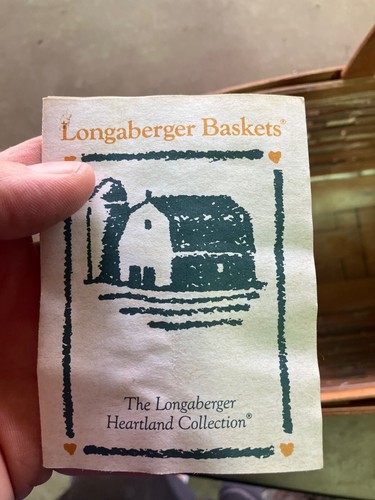 Longaberger Baskets®
The Longaberger
Heartland Collection®